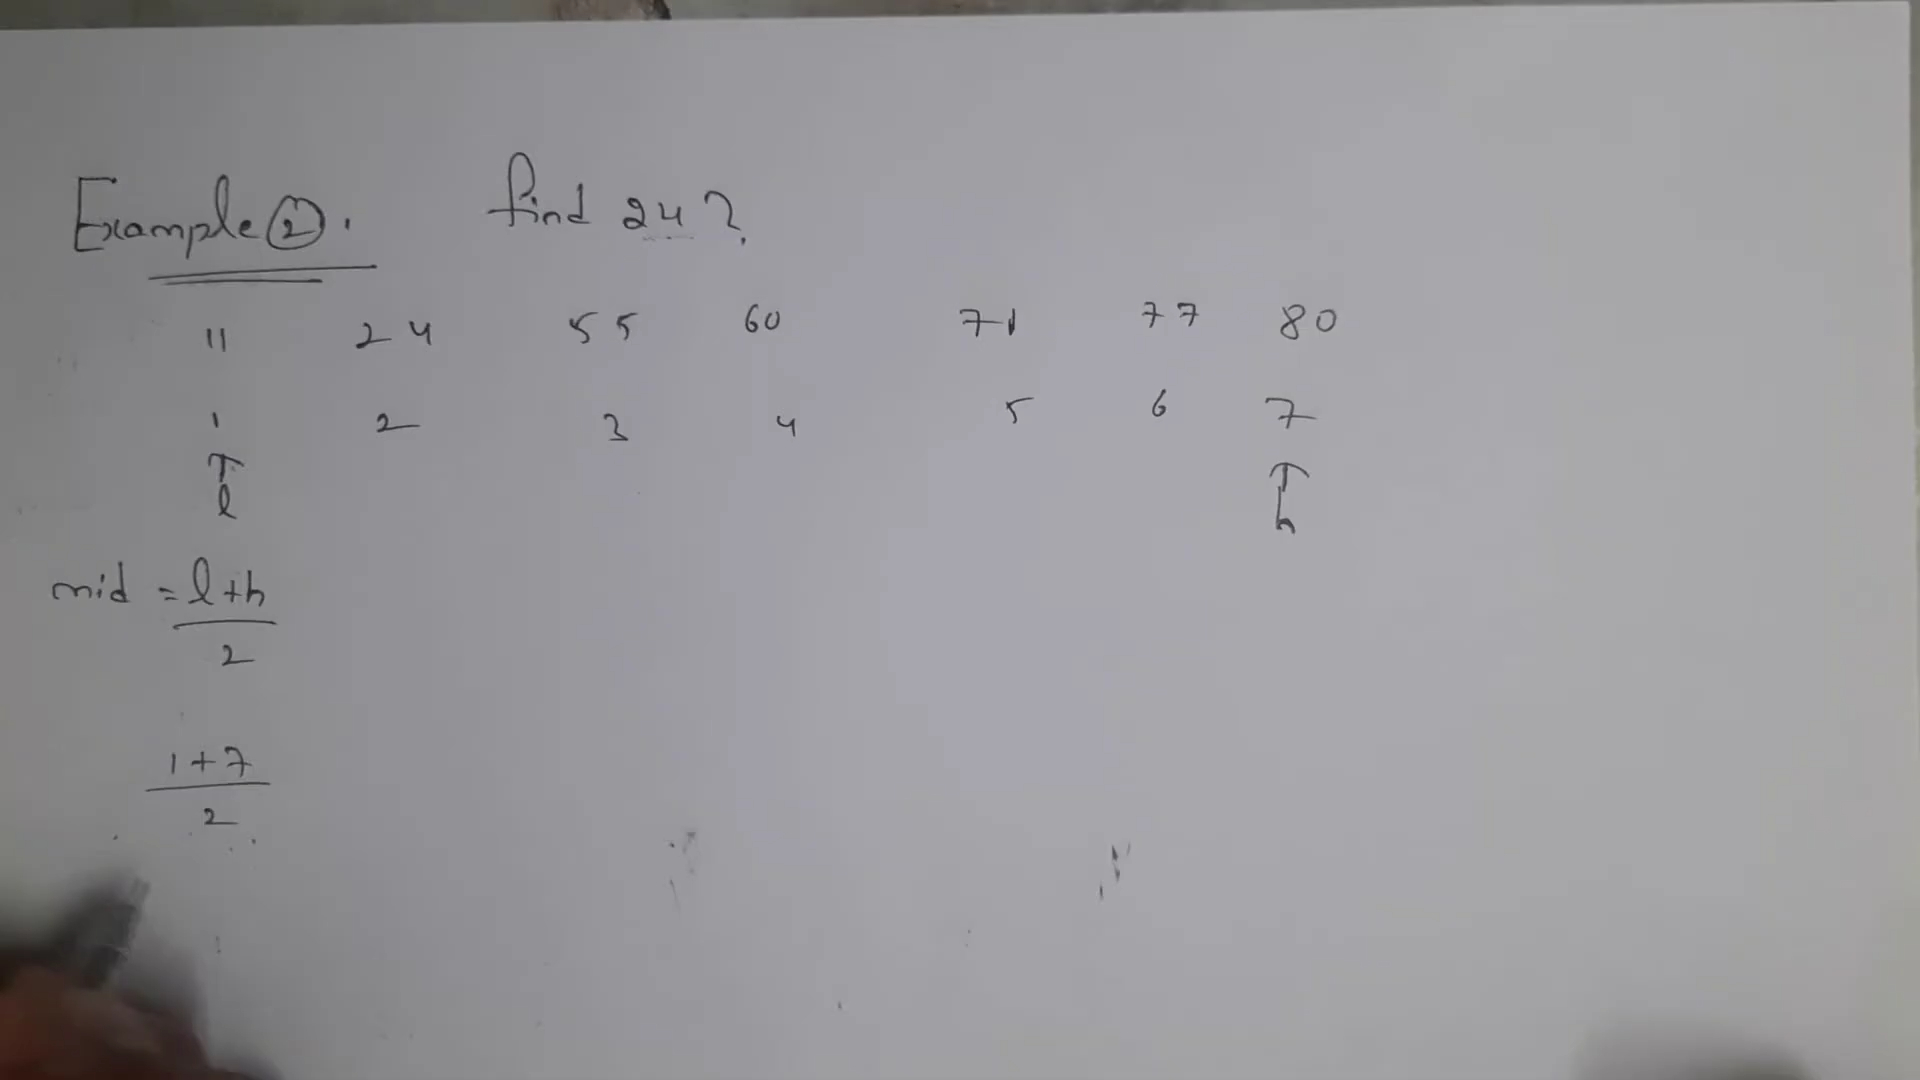 Example ②. find 24?
11 24 55 60 71 77 80
1 2 3 4 5 6 7
↑ ↑
l h
mid = l+h
2
1+7
2